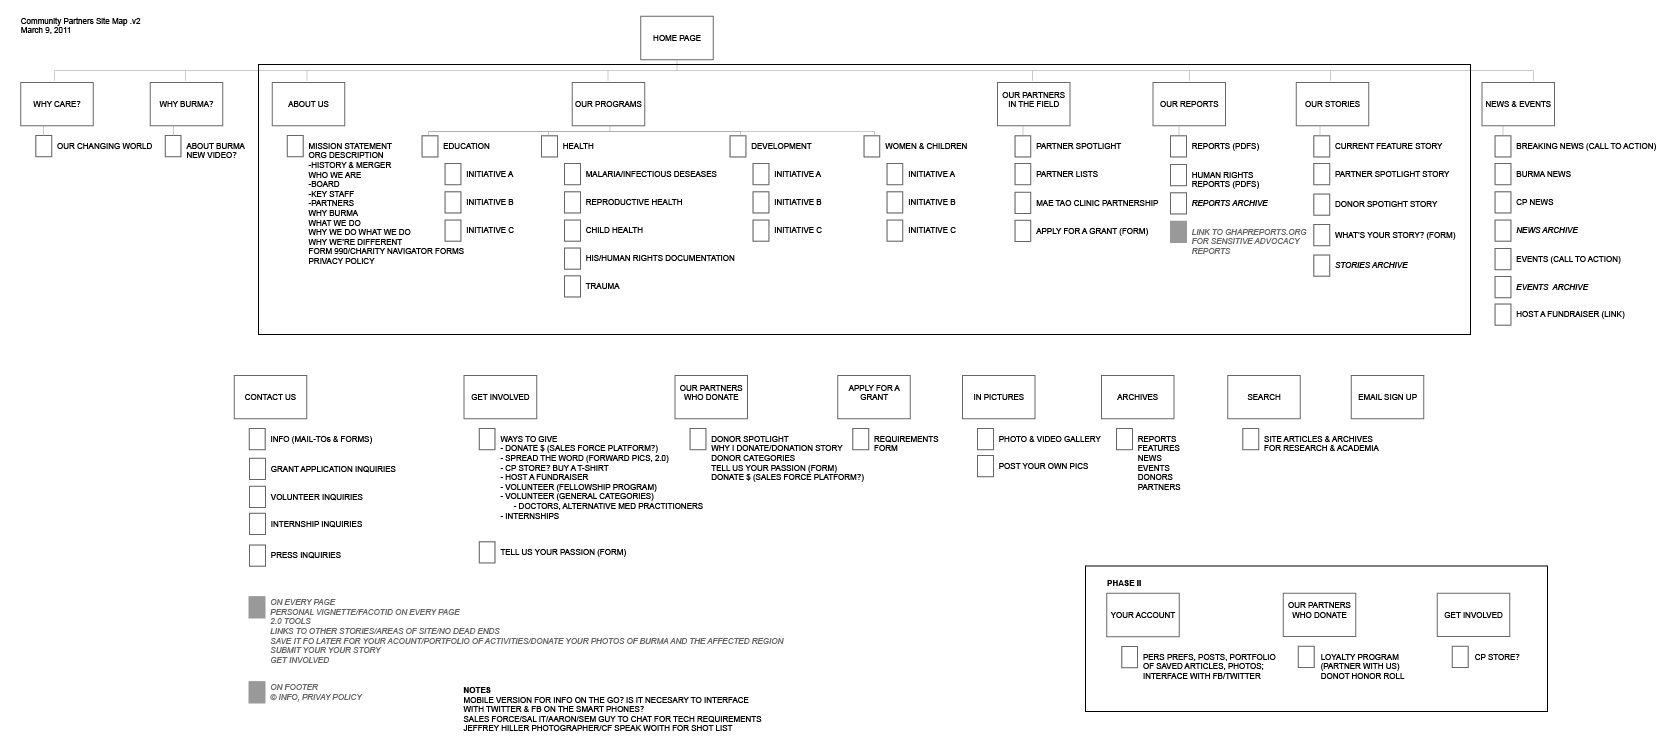 Community Partners Site Map .v2
March 9, 2011
HOME PAGE
WHY CARE?
OUR CHANGING WORLD
WHY BURMA?
ABOUT BURMA
NEW VIDEO?
ABOUT US
MISSION STATEMENT
ORG DESCRIPTION
-HISTORY & MERGER
WHO WE ARE
-BOARD
-KEY STAFF
-PARTNERS
WHY BURMA
WHAT WE DO
WHY WE DO WHAT WE DO
WHY WE'RE DIFFERENT
FORM 990/CHARITY NAVIGATOR FORMS
PRIVACY POLICY
OUR PROGRAMS
EDUCATION
INITIATIVE A
INITIATIVE B
INITIATIVE C
HEALTH
MALARIA/INFECTIOUS DESEASES
REPRODUCTIVE HEALTH
CHILD HEALTH
HIS/HUMAN RIGHTS DOCUMENTATION
TRAUMA
DEVELOPMENT
INITIATIVE A
INITIATIVE B
INITIATIVE C
WOMEN & CHILDREN
INITIATIVE A
INITIATIVE B
INITIATIVE C
OUR PARTNERS
IN THE FIELD
PARTNER SPOTLIGHT
PARTNER LISTS
MAE TAO CLINIC PARTNERSHIP
APPLY FOR A GRANT (FORM)
OUR REPORTS
REPORTS (PDFS)
HUMAN RIGHTS
REPORTS (PDFS)
REPORTS ARCHIVE
LINK TO GHAPREPORTS.ORG
FOR SENSITIVE ADVOCACY
REPORTS
OUR STORIES
CURRENT FEATURE STORY
PARTNER SPOTLIGHT STORY
DONOR SPOTIGHT STORY
WHAT'S YOUR STORY? (FORM)
STORIES ARCHIVE
NEWS & EVENTS
BREAKING NEWS (CALL TO ACTION)
BURMA NEWS
CP NEWS
NEWS ARCHIVE
EVENTS (CALL TO ACTION)
EVENTS ARCHIVE
HOST A FUNDRAISER (LINK)
CONTACT US
INFO (MAIL-TOs & FORMS)
GRANT APPLICATION INQUIRIES
VOLUNTEER INQUIRIES
INTERNSHIP INQUIRIES
PRESS INQUIRIES
GET INVOLVED
WAYS TO GIVE
- DONATE $ (SALES FORCE PLATFORM?)
- SPREAD THE WORD (FORWARD PICS, 2.0)
- CP STORE? BUY A T-SHIRT
- HOST A FUNDRAISER
- VOLUNTEER (FELLOWSHIP PROGRAM)
- VOLUNTEER (GENERAL CATEGORIES)
- DOCTORS, ALTERNATIVE MED PRACTITIONERS
- INTERNSHIPS
TELL US YOUR PASSION (FORM)
OUR PARTNERS
WHO DONATE
DONOR SPOTLIGHT
WHY I DONATE/DONATION STORY
DONOR CATEGORIES
TELL US YOUR PASSION (FORM)
DONATE $ (SALES FORCE PLATFORM?)
APPLY FOR A
GRANT
REQUIREMENTS
FORM
IN PICTURES
PHOTO & VIDEO GALLERY
POST YOUR OWN PICS
ARCHIVES
REPORTS
FEATURES
NEWS
EVENTS
DONORS
PARTNERS
SEARCH
SITE ARTICLES & ARCHIVES
FOR RESEARCH & ACADEMIA
EMAIL SIGN UP
ON EVERY PAGE
PERSONAL VIGNETTE/FACOTID ON EVERY PAGE
2.0 TOOLS
LINKS TO OTHER STORIES/AREAS OF SITE/NO DEAD ENDS
SAVE IT FO LATER FOR YOUR ACOUNT/PORTFOLIO OF ACTIVITIES/DONATE YOUR PHOTOS OF BURMA AND THE AFFECTED REGION
SUBMIT YOUR YOUR STORY
GET INVOLVED
ON FOOTER
© INFO, PRIVAY POLICY
NOTES
MOBILE VERSION FOR INFO ON THE GO? IS IT NECESARY TO INTERFACE
WITH TWITTER & FB ON THE SMART PHONES?
SALES FORCE/SAL IT/AARON/SEM GUY TO CHAT FOR TECH REQUIREMENTS
JEFFREY HILLER PHOTOGRAPHER/CF SPEAK WOITH FOR SHOT LIST
PHASE II
YOUR ACCOUNT
PERS PREFS, POSTS, PORTFOLIO
OF SAVED ARTICLES, PHOTOS;
INTERFACE WITH FB/TWITTER
OUR PARTNERS
WHO DONATE
LOYALTY PROGRAM
(PARTNER WITH US)
DONOT HONOR ROLL
GET INVOLVED
CP STORE?